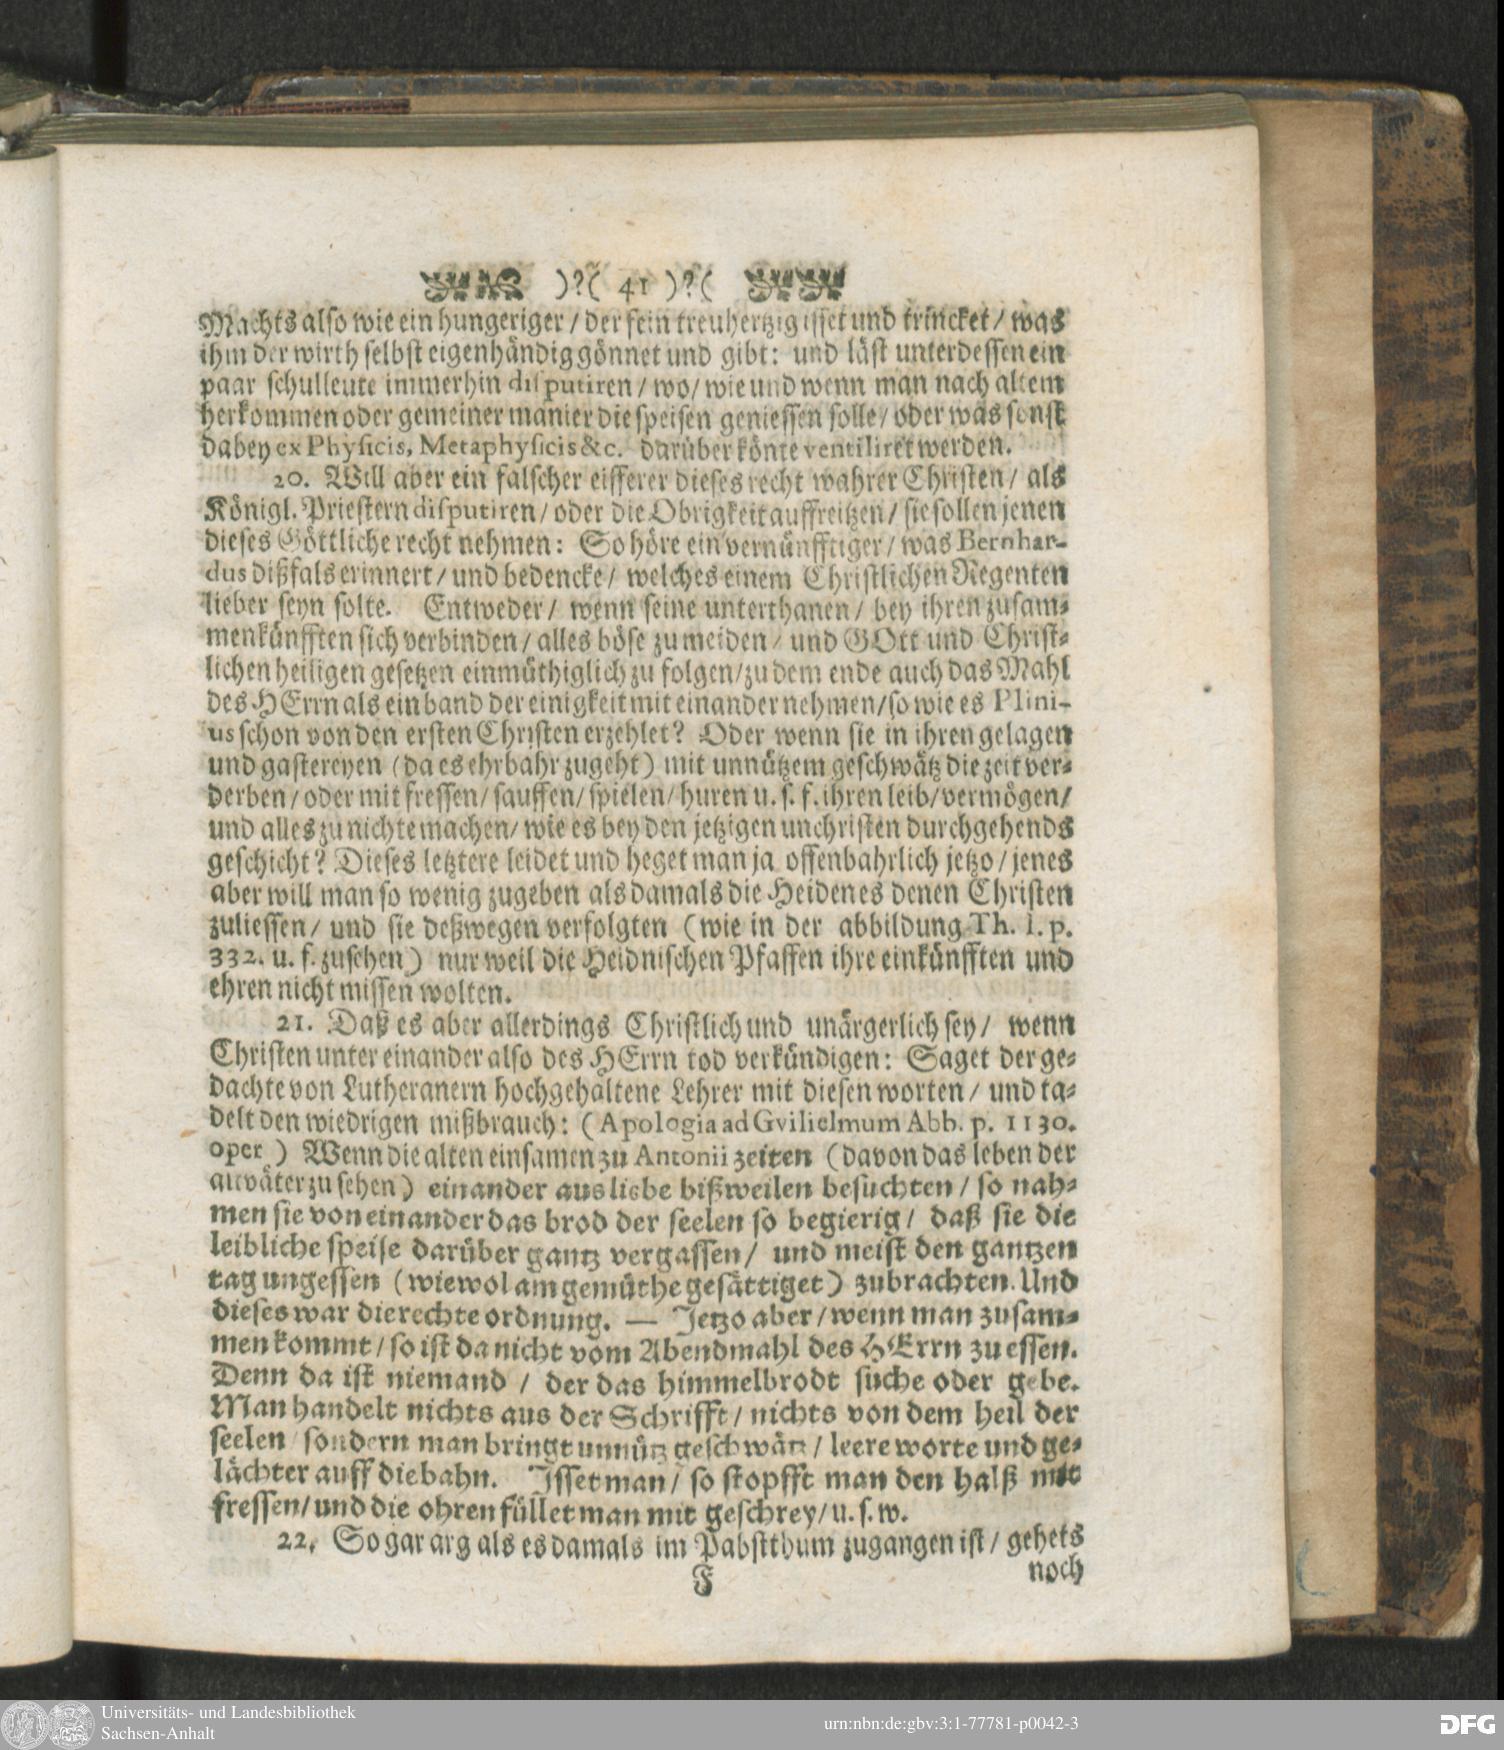 )?( 41 )?(
Machts also wie ein hungeriger / der sein treuhertzig isset und trincket / was
ihm der wirth selbst eigenhändig gönnet und gibt: und läst unterdessen ein
paar schulleute immerhin disputiren / wo / wie und wenn man nach altem
herkommen oder gemeiner manier die speisen geniessen solle / oder was sonst
dabey ex Physicis, Metaphysicis &c. darüber könte ventiliret werden.
20. Will aber ein falscher eifferer dieses recht wahrer Christen / als
Königl. Priestern disputiren / oder die Obrigkeit auffreitzen / sie sollen jenen
dieses Göttliche recht nehmen: So höre ein vernünfftiger / was Bernhar-
dus dißfals erinnert / und bedencke / welches einem Christlichen Regenten
lieber seyn solte. Entweder / wenn seine unterthanen / bey ihren zusam-
menkünfften sich verbinden / alles böse zu meiden / und GOtt und Christ-
lichen heiligen gesetzen einmüthiglich zu folgen / zu dem ende auch das Mahl
des HErrn als ein band der einigkeit mit einander nehmen / so wie es Plini-
us schon von den ersten Christen erzehlet? Oder wenn sie in ihren gelagen
und gastereyen (da es ehrbahr zugeht) mit unnützem geschwätz die zeit ver-
derben / oder mit fressen / sauffen / spielen / huren u. s. f. ihren leib / vermögen /
und alles zu nichte machen / wie es bey den jetzigen unchristen durchgehends
geschicht? Dieses letztere leidet und heget man ja offenbahrlich jetzo / jenes
aber will man so wenig zugeben als damals die Heiden es denen Christen
zuliessen / und sie deßwegen verfolgten (wie in der abbildung Th. I. p.
332. u. f. zusehen) nur weil die Heidnischen Pfaffen ihre einkünfften und
ehren nicht missen wolten.
21. Daß es aber allerdings Christlich und unärgerlich sey / wenn
Christen unter einander also des HErrn tod verkündigen: Saget der ge-
dachte von Lutheranern hochgehaltene Lehrer mit diesen worten / und ta-
delt den wiedrigen mißbrauch: (Apologia ad Gvilielmum Abb. p. 1130.
oper ) Wenn die alten einsamen zu Antonii zeiten (davon das leben der
altväter zu sehen) einander aus liebe bißweilen besuchten / so nah-
men sie von einander das brod der seelen so begierig / daß sie die
leibliche speise darüber gantz vergassen / und meist den gantzen
tag ungessen (wiewol am gemüthe gesättiget) zubrachten. Und
dieses war die rechte ordnung. — Jetzo aber / wenn man zusam-
men kommt / so ist da nicht vom Abendmahl des HErrn zu essen.
Denn da ist niemand / der das himmelbrodt suche oder gebe.
Man handelt nichts aus der Schrifft / nichts von dem heil der
seelen / sondern man bringt unnütz geschwätz / leere worte und ge-
lächter auff die bahn. Jsset man / so stopfft man den halß mit
fressen / und die ohren füllet man mit geschrey / u. s. w.
22. So gar arg als es damals im Pabstthum zugangen ist / gehets
F
noch
Universitäts- und Landesbibliothek
Sachsen-Anhalt
urn:nbn:de:gbv:3:1-77781-p0042-3
DFG